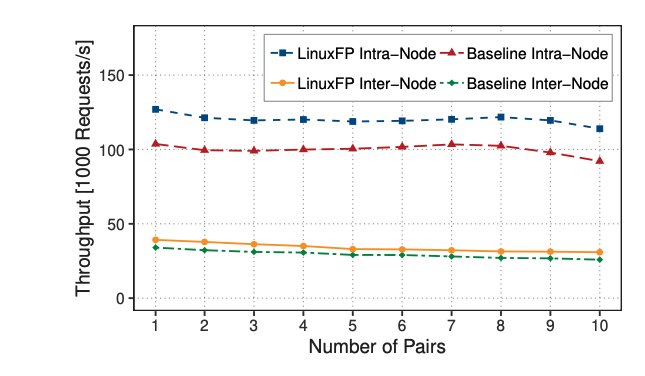 LinuxFP Intra−Node Baseline Intra−Node
LinuxFP Inter−Node Baseline Inter−Node
Throughput [1000 Requests/s]
150
100
50
0
1 2 3 4 5 6 7 8 9 10
Number of Pairs